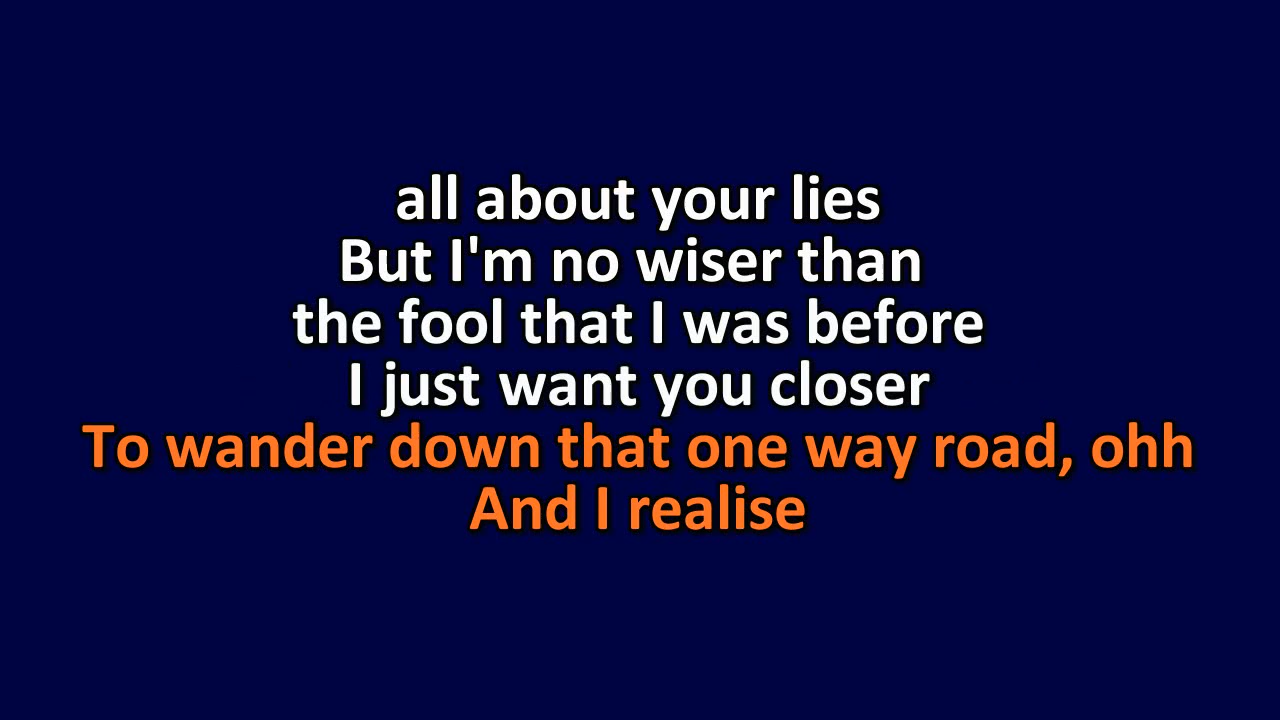 all about your lies
But I'm no wiser than
the fool that I was before
I just want you closer
To wander down that one way road, ohh
And I realise